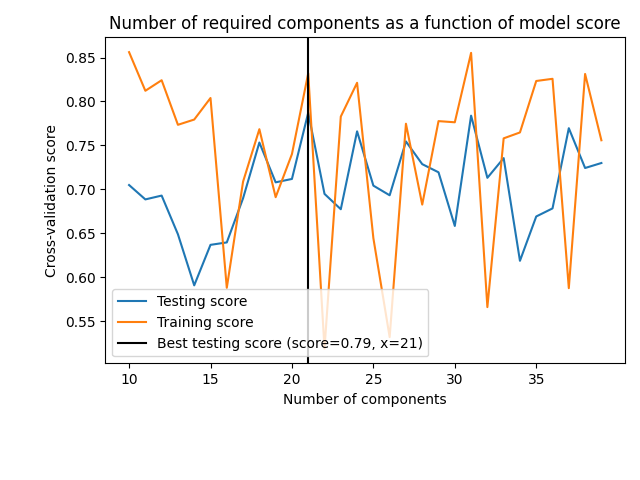 Number of required components as a function of model score
Cross-validation score
0.85
0.80
0.75
0.70
0.65
0.60
0.55
Testing score
Training score
Best testing score (score=0.79, x=21)
10 15 20 25 30 35
Number of components